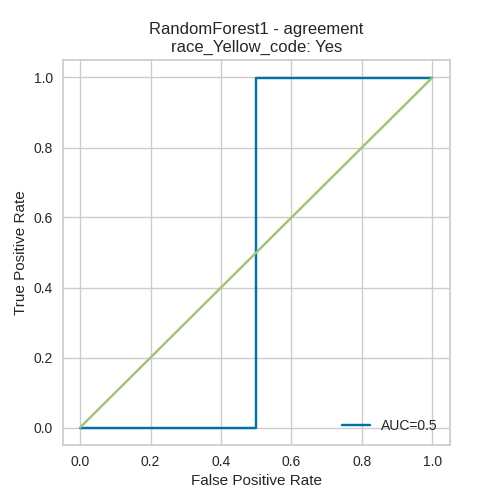 RandomForest1 - agreement
race_Yellow_code: Yes
True Positive Rate
1.0
0.8
0.6
0.4
0.2
0.0
AUC=0.5
0.0 0.2 0.4 0.6 0.8 1.0
False Positive Rate